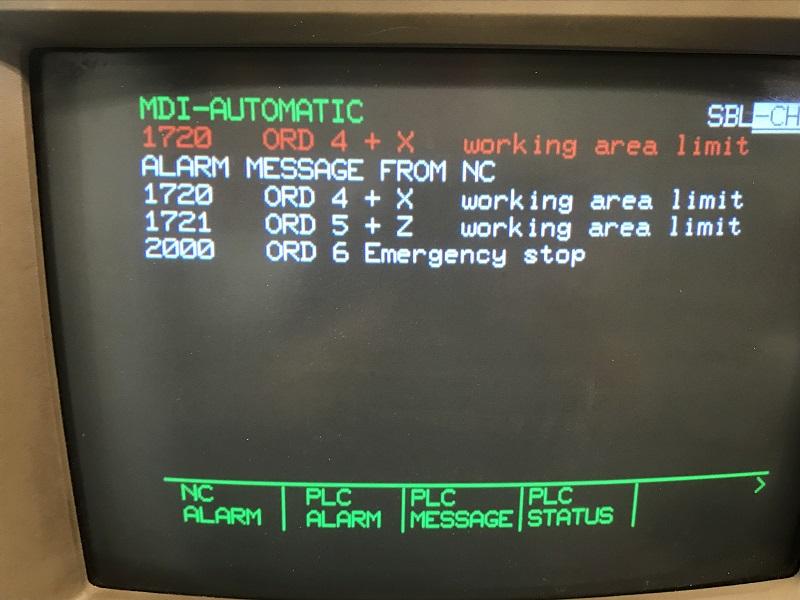 MDI-AUTOMATIC
SBL-CH
1720 ORD 4 + X working area limit
ALARM MESSAGE FROM NC
1720 ORD 4 + X working area limit
1721 ORD 5 + Z working area limit
2000 ORD 6 Emergency stop
>
NC ALARM
PLC ALARM
PLC MESSAGE
PLC STATUS